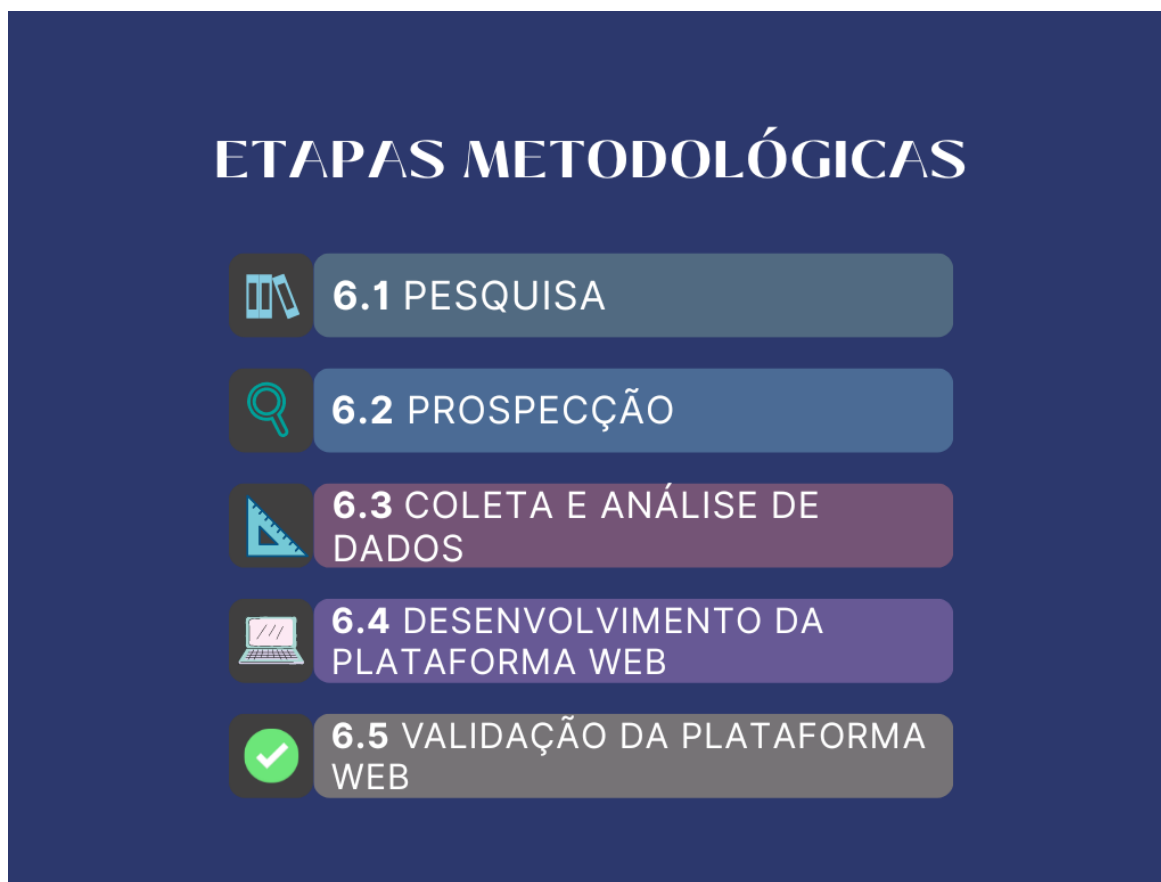 ETAPAS METODOLÓGICAS
6.1 PESQUISA
6.2 PROSPECÇÃO
6.3 COLETA E ANÁLISE DE
DADOS
6.4 DESENVOLVIMENTO DA
PLATAFORMA WEB
6.5 VALIDAÇÃO DA PLATAFORMA
WEB